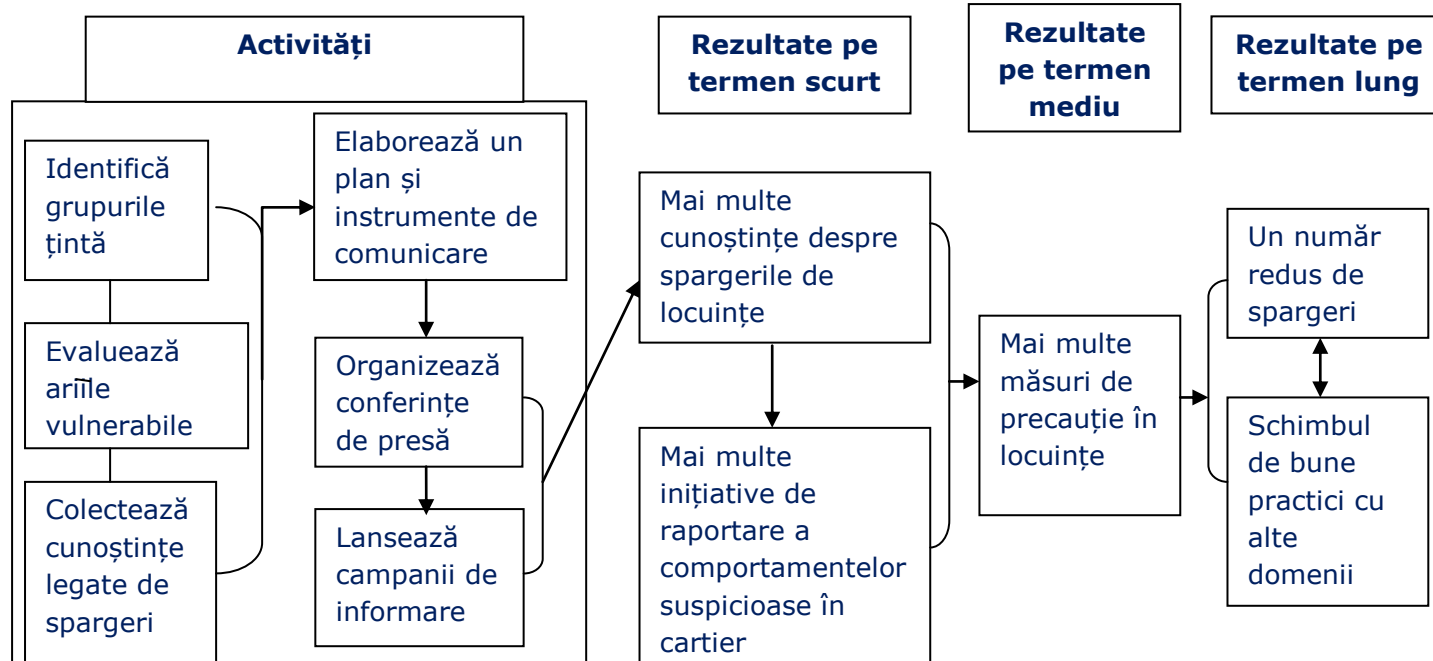 Activități
Rezultate pe
termen scurt
Rezultate
pe termen
mediu
Rezultate pe
termen lung
Identifică
grupurile
țintă
Evaluează
ariile
vulnerabile
Colectează
cunoștințe
legate de
spargeri
Elaborează un
plan și
instrumente de
comunicare
Organizează
conferințe
de presă
Lansează
campanii de
informare
Mai multe
cunoștințe despre
spargerile de
locuințe
Mai multe
inițiative de
raportare a
comportamentelor
suspicioase în
cartier
Mai multe
măsuri de
precauție în
locuințe
Un număr
redus de
spargeri
Schimbul
de bune
practici cu
alte
domenii